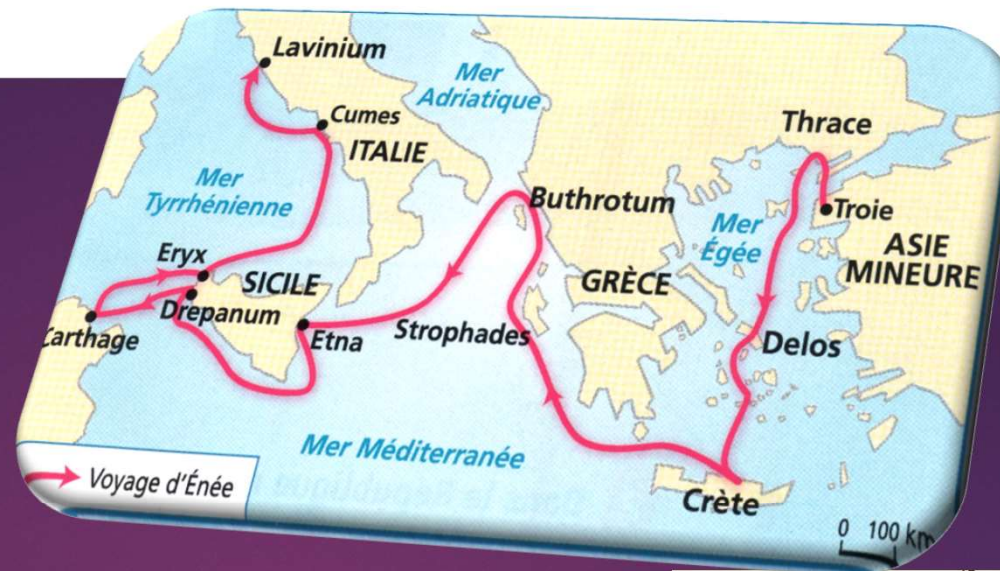 Lavinium
Mer
Adriatique
Cumes
ITALIE
Thrace
Mer
Tyrrhénienne
Buthrotum
Troie
Mer
Égée
ASIE
MINEURE
Eryx
SICILE
GRÈCE
Drepanum
Carthage
Etna
Strophades
Delos
Mer Méditerranée
Voyage d'Énée
Crète
0 100 km